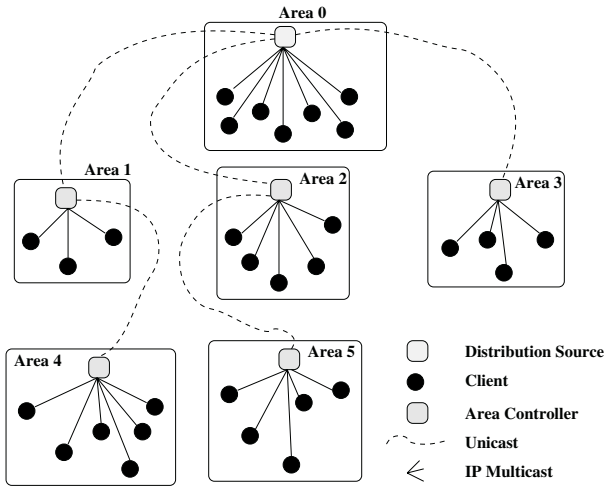 Area 0
Area 1
Area 2
Area 3
Area 4
Area 5
Distribution Source
Client
Area Controller
Unicast
IP Multicast